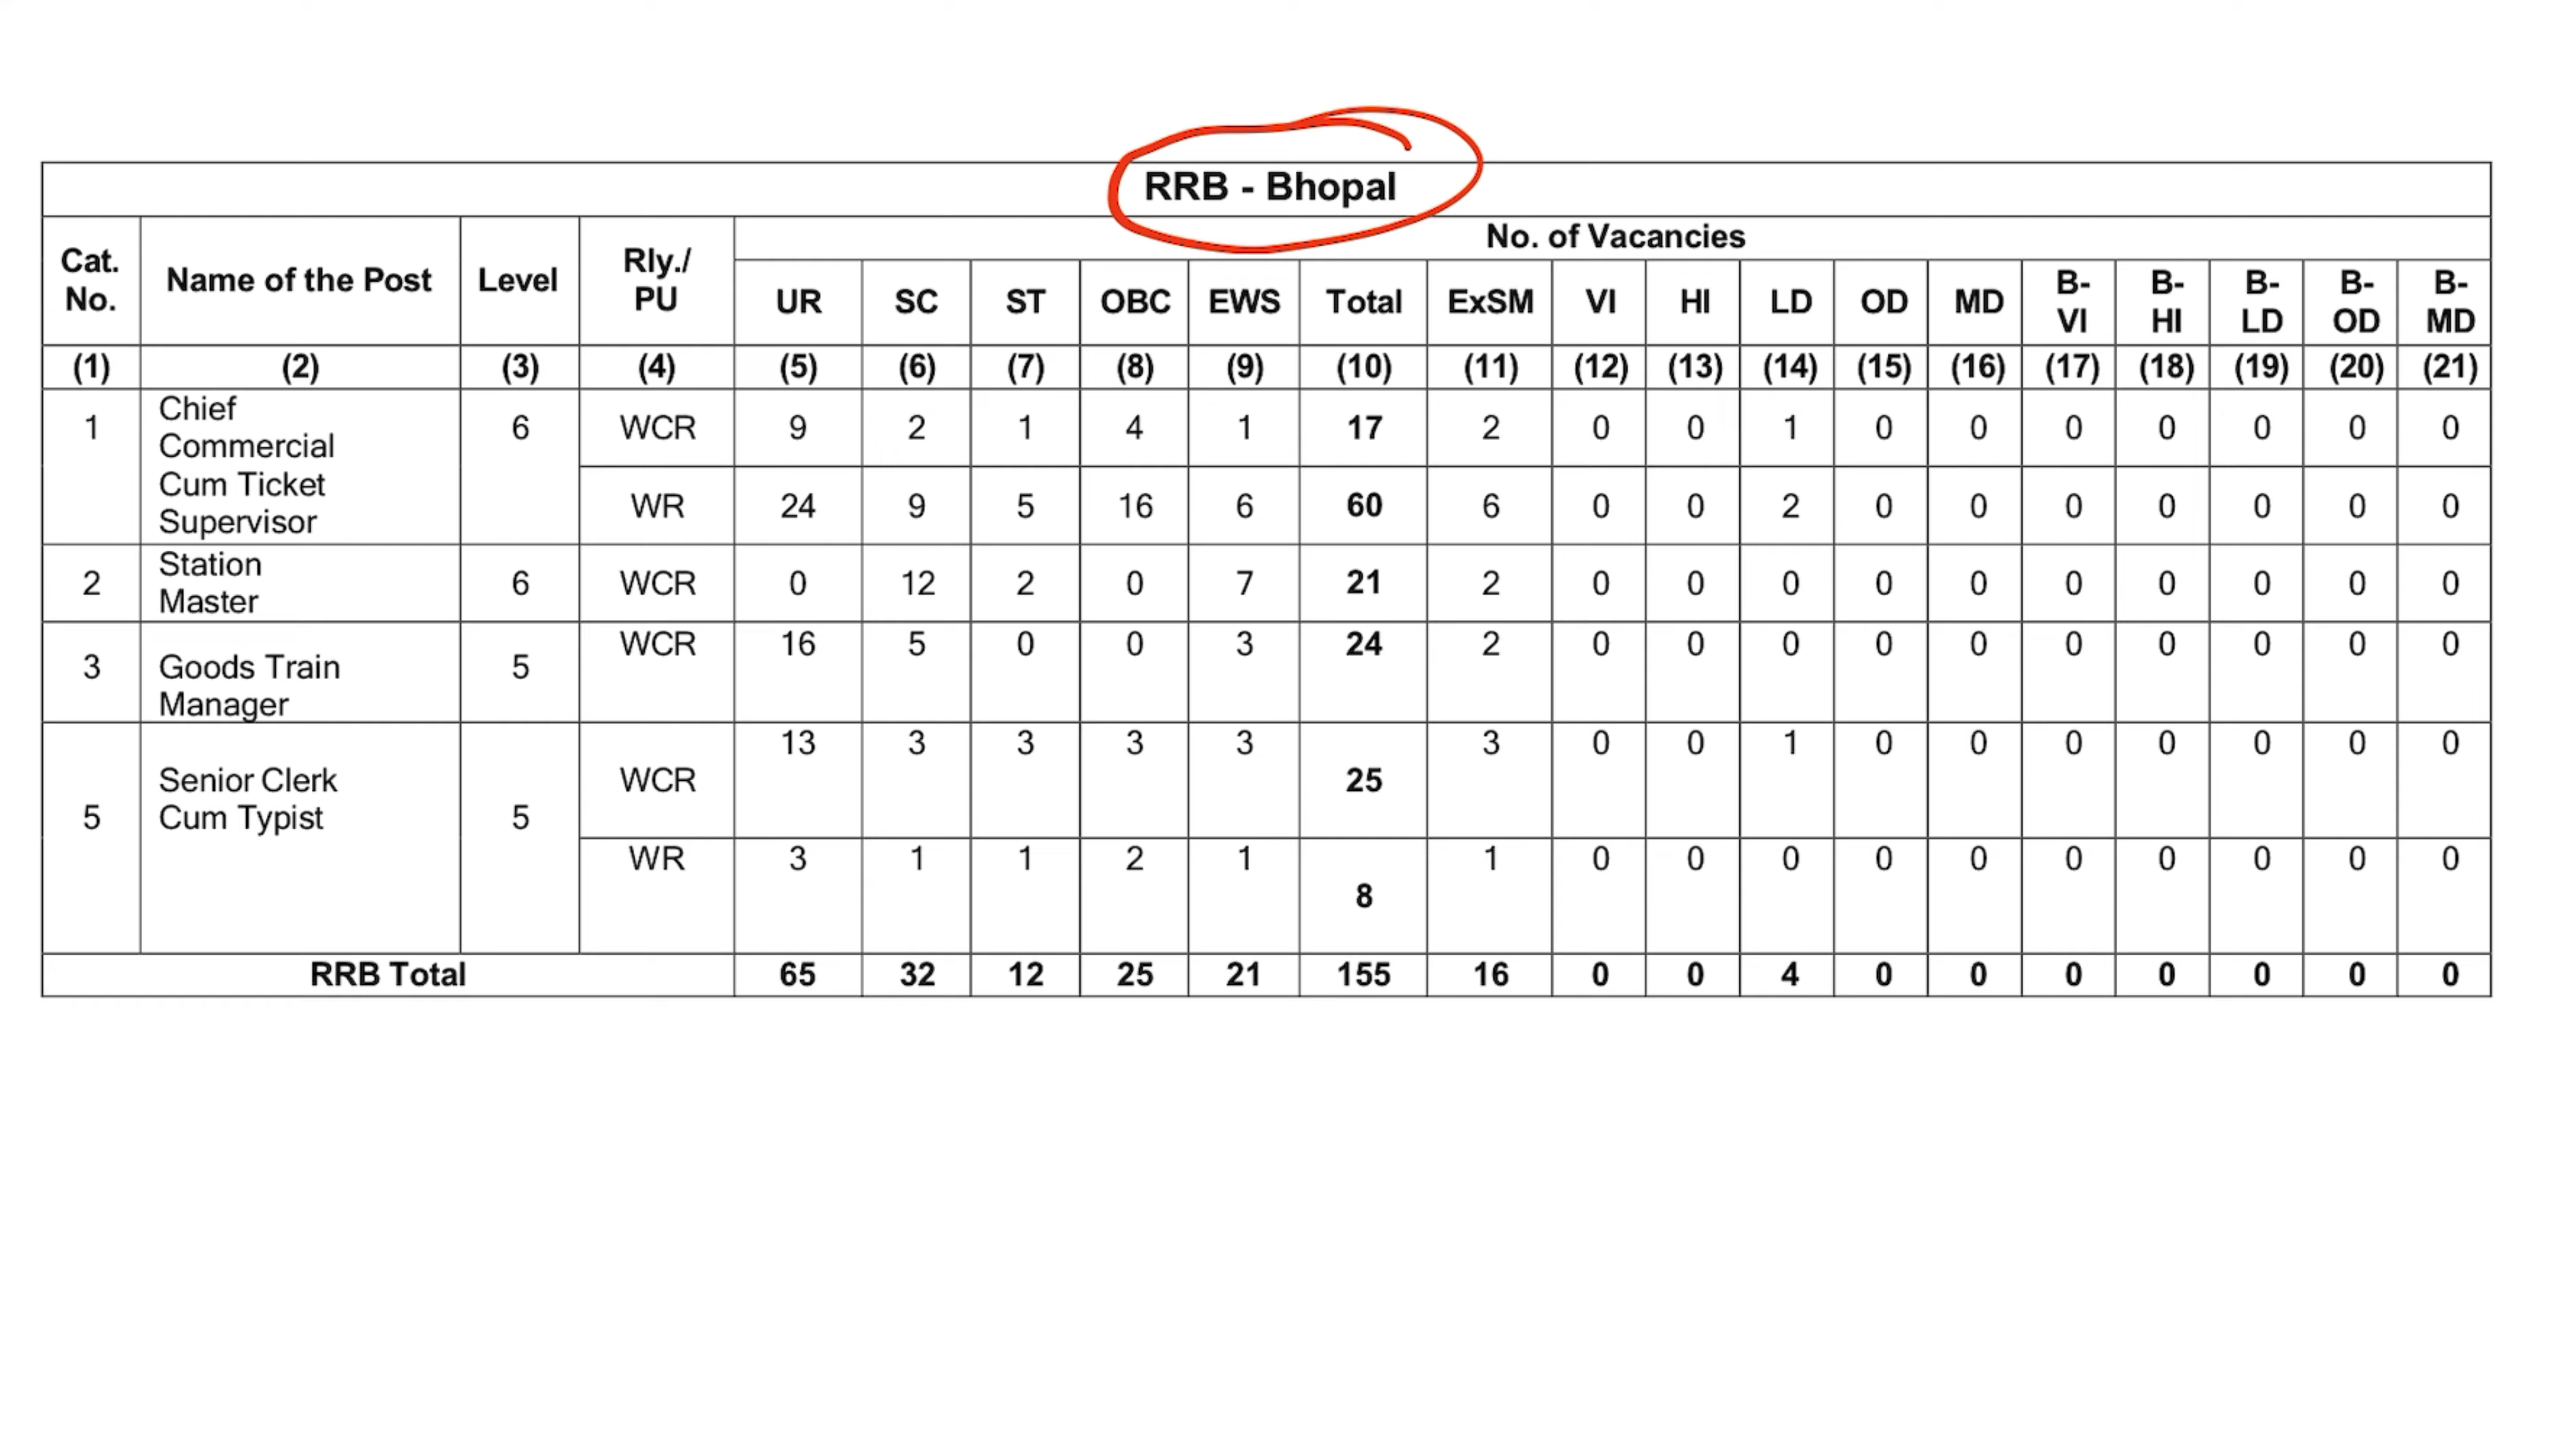 RRB - Bhopal
Cat. No. Name of the Post Level Rly./ PU No. of Vacancies
UR SC ST OBC EWS Total ExSM VI HI LD OD MD B-VI B-HI B-LD B-OD B-MD
(1) (2) (3) (4) (5) (6) (7) (8) (9) (10) (11) (12) (13) (14) (15) (16) (17) (18) (19) (20) (21)
1 Chief Commercial Cum Ticket Supervisor 6 WCR 9 2 1 4 1 17 2 0 0 1 0 0 0 0 0 0 0
WR 24 9 5 16 6 60 6 0 0 2 0 0 0 0 0 0 0
2 Station Master 6 WCR 0 12 2 0 7 21 2 0 0 0 0 0 0 0 0 0 0
3 Goods Train Manager 5 WCR 16 5 0 0 3 24 2 0 0 0 0 0 0 0 0 0 0
5 Senior Clerk Cum Typist 5 WCR 13 3 3 3 3 25 3 0 0 1 0 0 0 0 0 0 0
WR 3 1 1 2 1 8 1 0 0 0 0 0 0 0 0 0 0
RRB Total 65 32 12 25 21 155 16 0 0 4 0 0 0 0 0 0 0